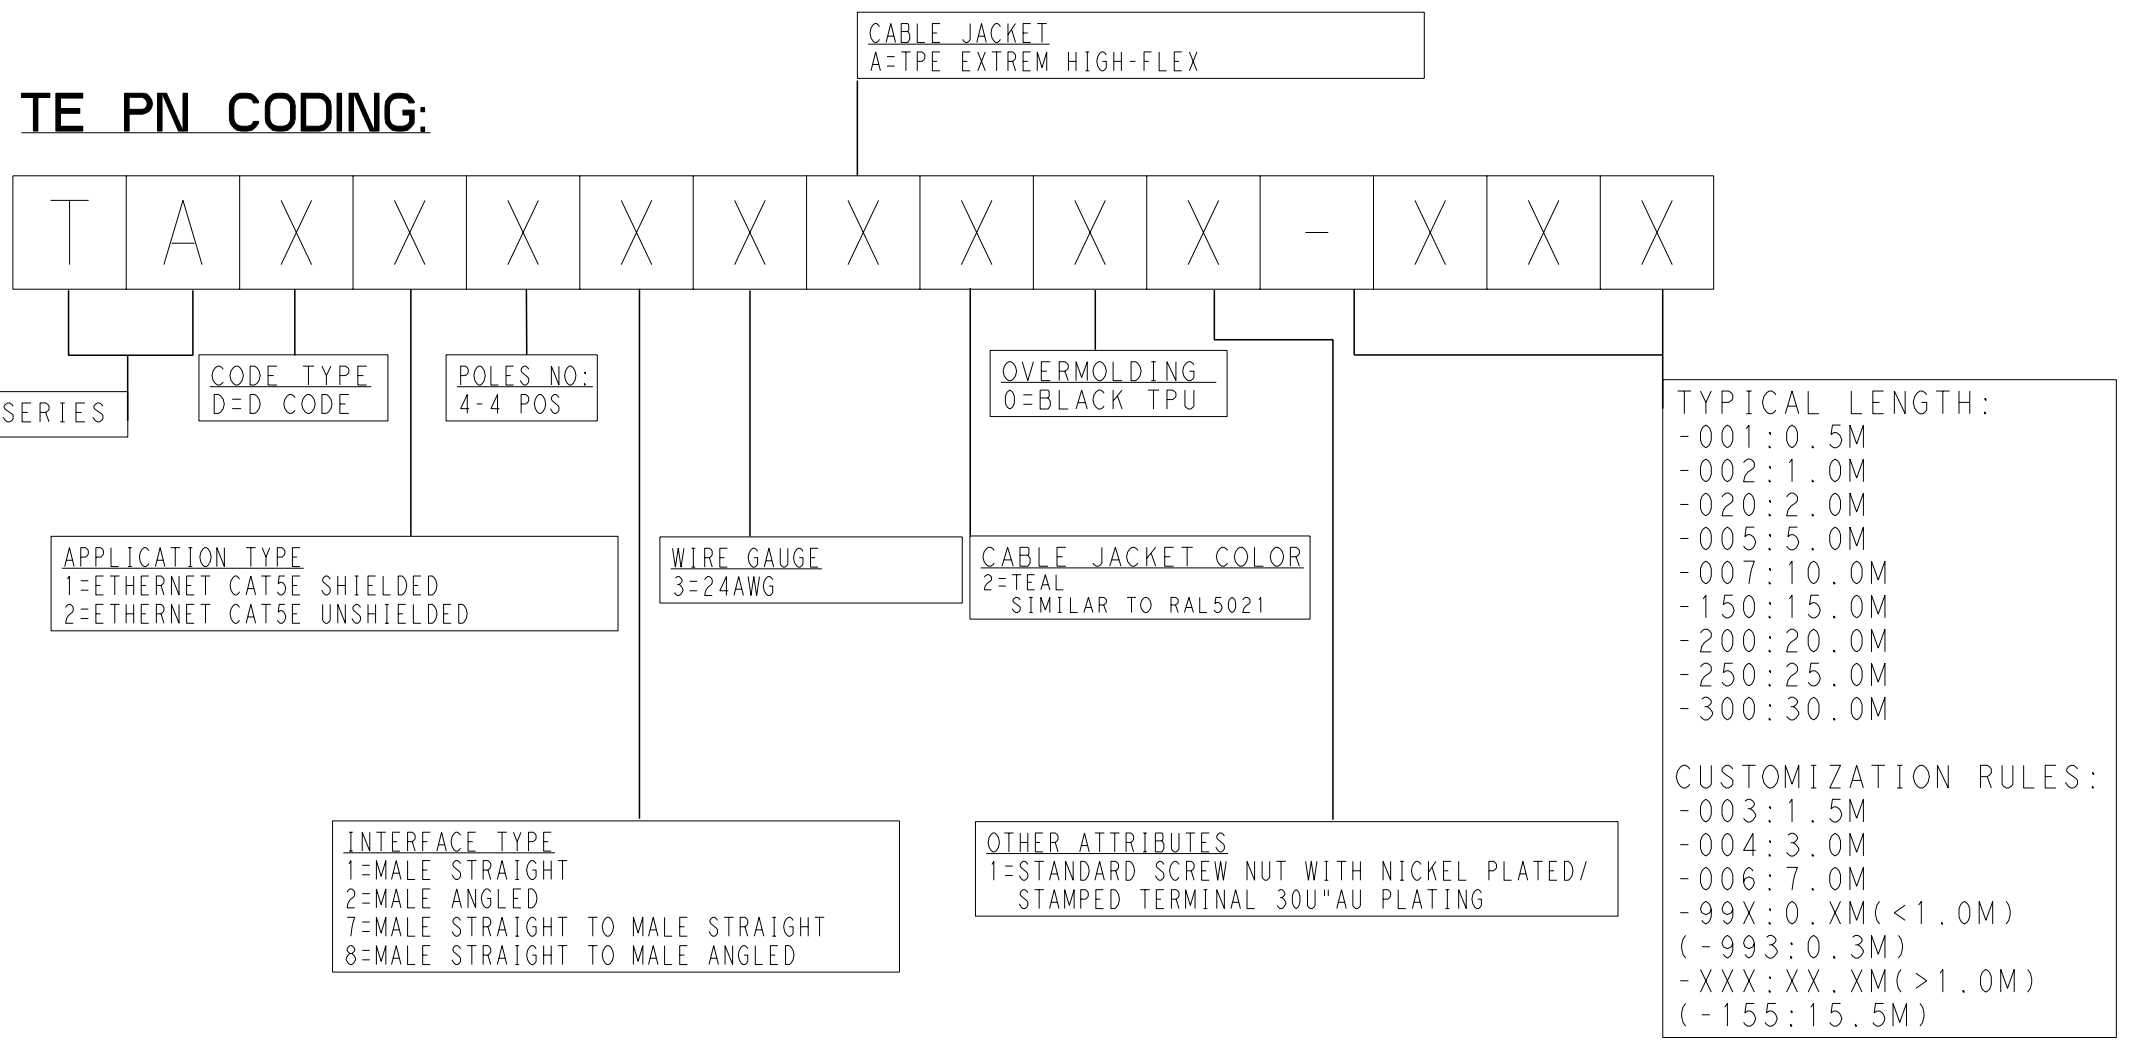 CABLE JACKET
A=TPE EXTREM HIGH-FLEX
TE PN CODING:
T A X X X X X X X X X - X X X
SERIES
CODE TYPE
D=D CODE
POLES NO:
4-4 POS
OVERMOLDING
0=BLACK TPU
APPLICATION TYPE
1=ETHERNET CAT5E SHIELDED
2=ETHERNET CAT5E UNSHIELDED
WIRE GAUGE
3=24AWG
CABLE JACKET COLOR
2=TEAL
SIMILAR TO RAL5021
INTERFACE TYPE
1=MALE STRAIGHT
2=MALE ANGLED
7=MALE STRAIGHT TO MALE STRAIGHT
8=MALE STRAIGHT TO MALE ANGLED
OTHER ATTRIBUTES
1=STANDARD SCREW NUT WITH NICKEL PLATED/
STAMPED TERMINAL 30U"AU PLATING
TYPICAL LENGTH:
-001:0.5M
-002:1.0M
-020:2.0M
-005:5.0M
-007:10.0M
-150:15.0M
-200:20.0M
-250:25.0M
-300:30.0M
CUSTOMIZATION RULES:
-003:1.5M
-004:3.0M
-006:7.0M
-99X:0.XM(<1.0M)
(-993:0.3M)
-XXX:XX.XM(>1.0M)
(-155:15.5M)